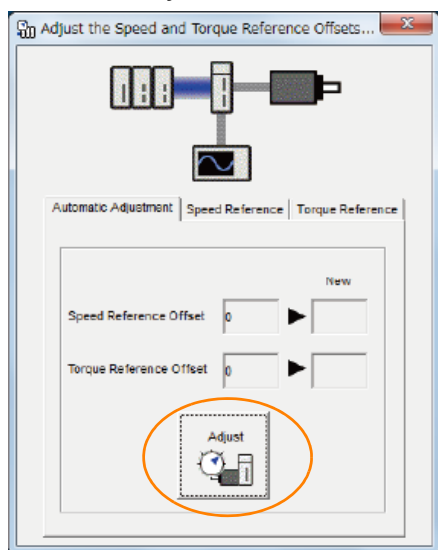 Adjust the Speed and Torque Reference Offsets...
Automatic Adjustment Speed Reference Torque Reference
New
Speed Reference Offset 0
Torque Reference Offset 0
Adjust